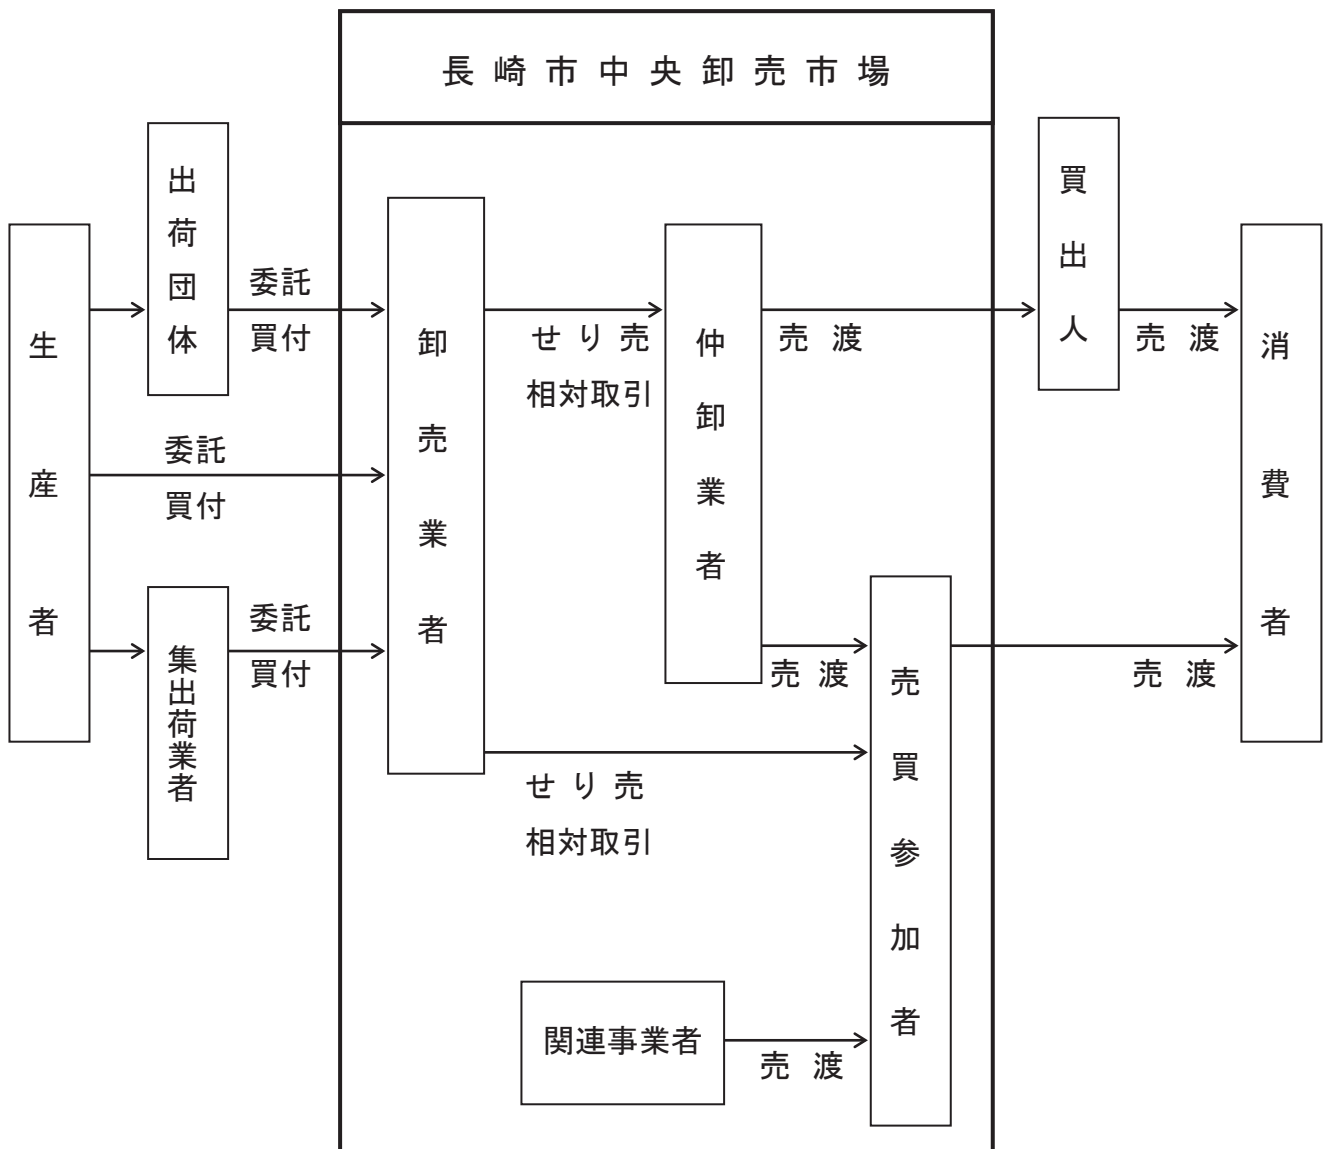 長崎市中央卸売市場
生産者
出荷団体
委託
買付
委託
買付
集出荷業者
委託
買付
卸売業者
せり売
相対取引
仲卸業者
売渡
売渡
せり売
相対取引
関連事業者
売渡
売買参加者
買出人
売渡
売渡
消費者